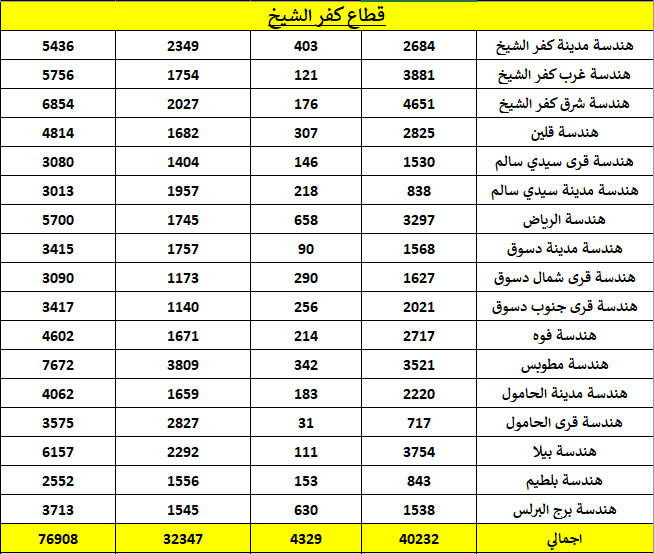 قطاع كفر الشيخ
هندسة مدينة كفر الشيخ 2684 403 2349 5436
هندسة غرب كفر الشيخ 3881 121 1754 5756
هندسة شرق كفر الشيخ 4651 176 2027 6854
هندسة قلين 2825 307 1682 4814
هندسة قرى سيدي سالم 1530 146 1404 3080
هندسة مدينة سيدي سالم 838 218 1957 3013
هندسة الرياض 3297 658 1745 5700
هندسة مدينة دسوق 1568 90 1757 3415
هندسة قرى شمال دسوق 1627 290 1173 3090
هندسة قرى جنوب دسوق 2021 256 1140 3417
هندسة فوه 2717 214 1671 4602
هندسة مطوبس 3521 342 3809 7672
هندسة مدينة الحامول 2220 183 1659 4062
هندسة قرى الحامول 717 31 2827 3575
هندسة بيلا 3754 111 2292 6157
هندسة بلطيم 843 153 1556 2552
هندسة برج البرلس 1538 630 1545 3713
اجمالي 40232 4329 32347 76908